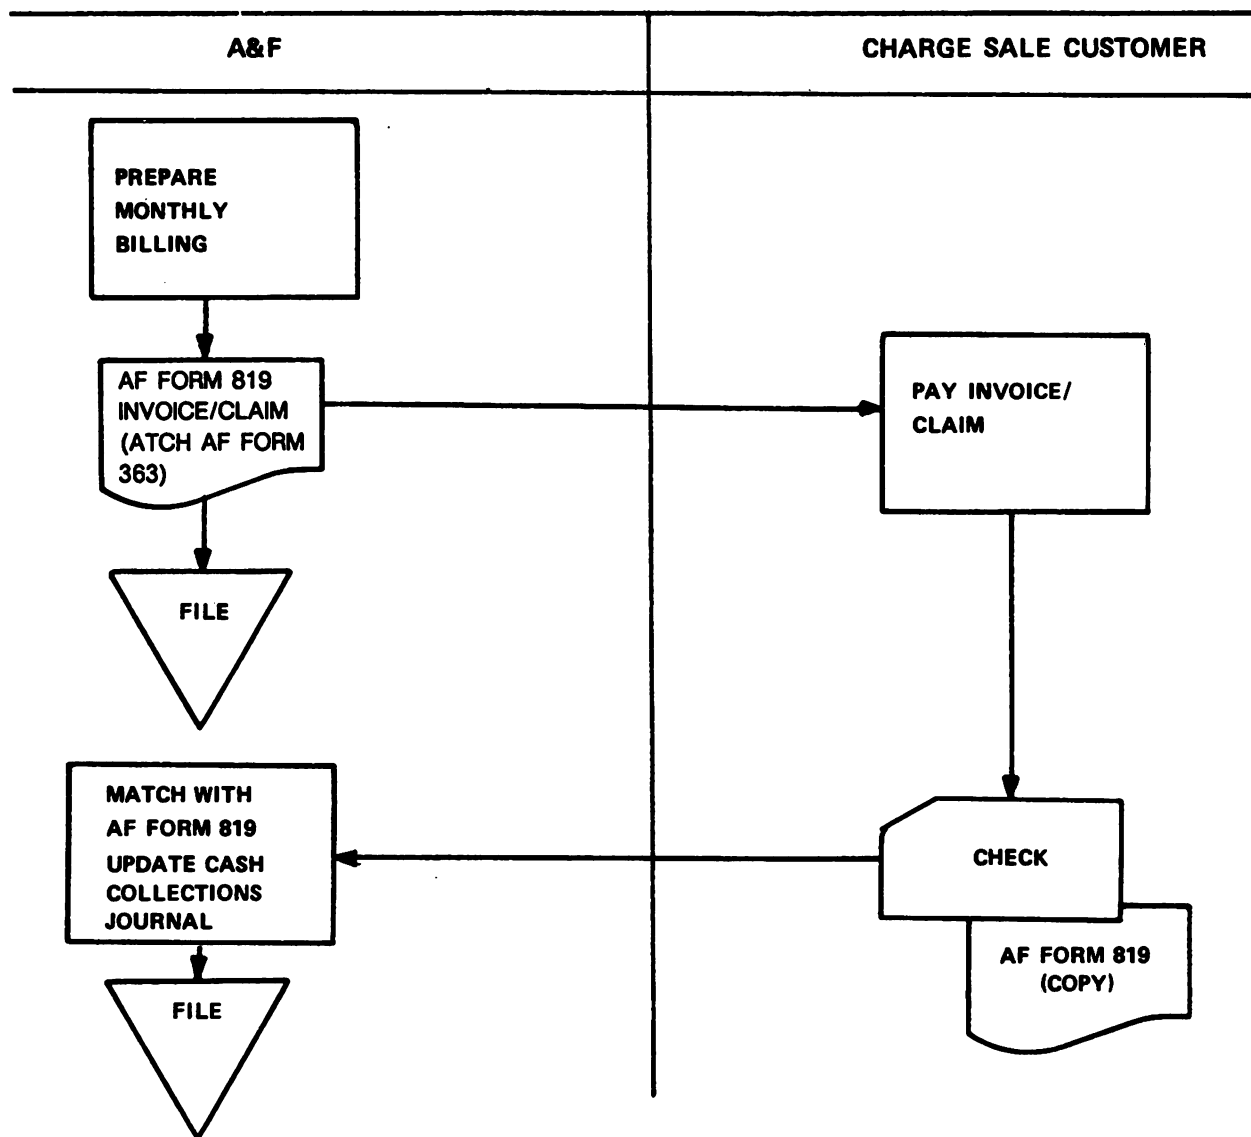 A&F
CHARGE SALE CUSTOMER
PREPARE
MONTHLY
BILLING
AF FORM 819
INVOICE/CLAIM
(ATCH AF FORM
363)
PAY INVOICE/
CLAIM
FILE
MATCH WITH
AF FORM 819
UPDATE CASH
COLLECTIONS
JOURNAL
CHECK
AF FORM 819
(COPY)
FILE